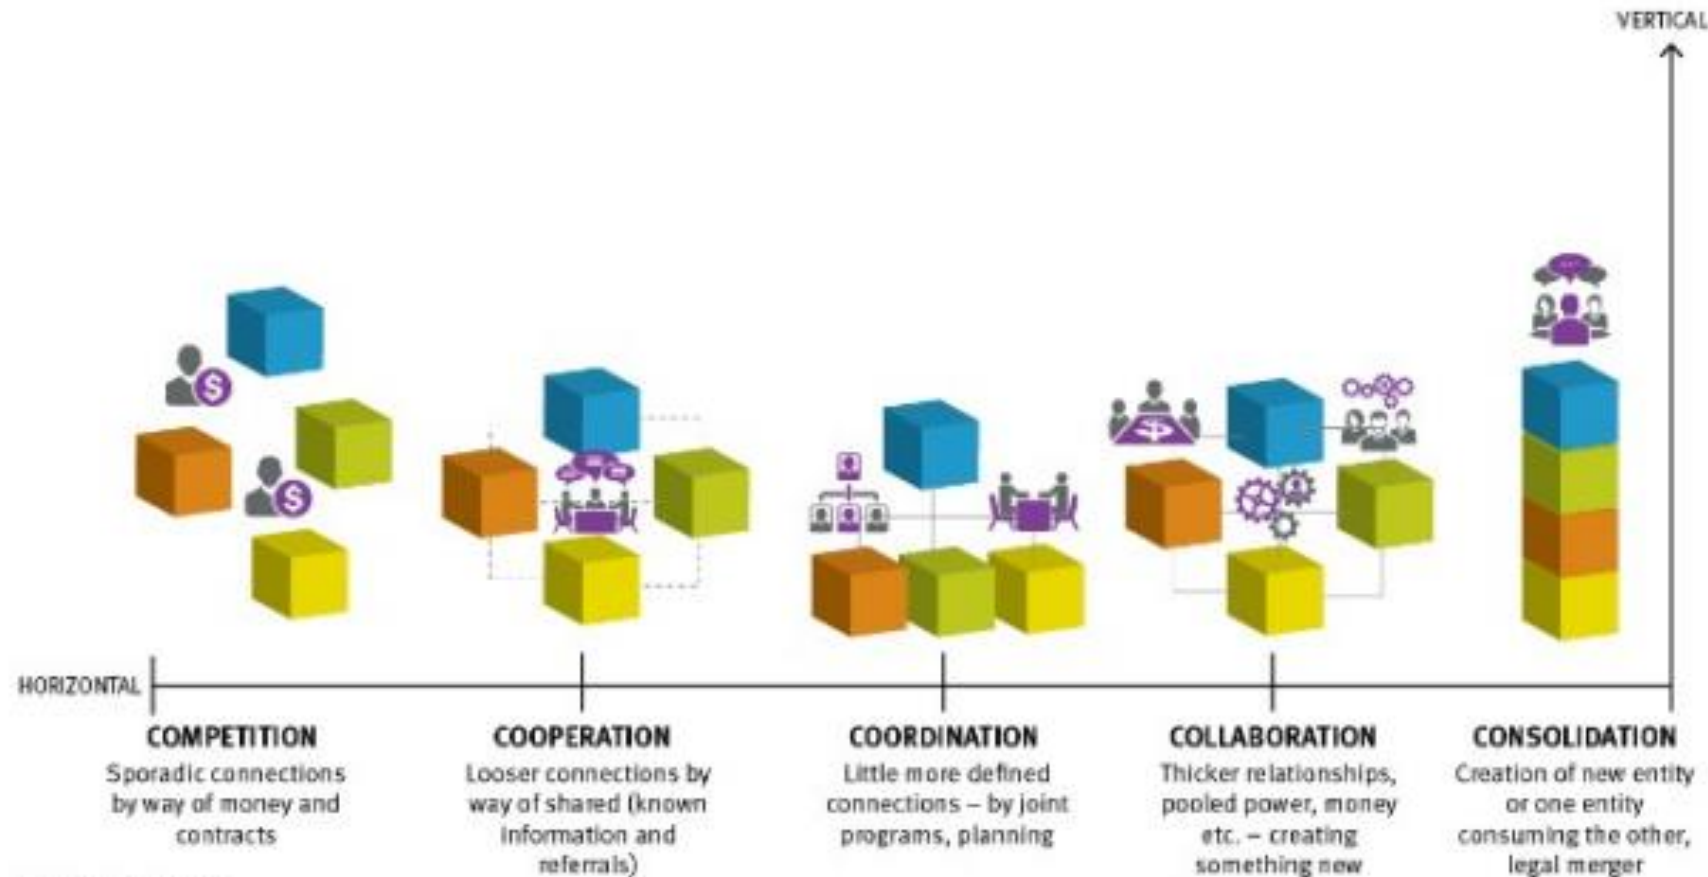 VERTICAL
HORIZONTAL
COMPETITION
Sporadic connections
by way of money and
contracts
COOPERATION
Looser connections by
way of shared (known
information and
referrals)
COORDINATION
Little more defined
connections – by joint
programs, planning
COLLABORATION
Thicker relationships,
pooled power, money
etc. – creating
something new
CONSOLIDATION
Creation of new entity
or one entity
consuming the other,
legal merger